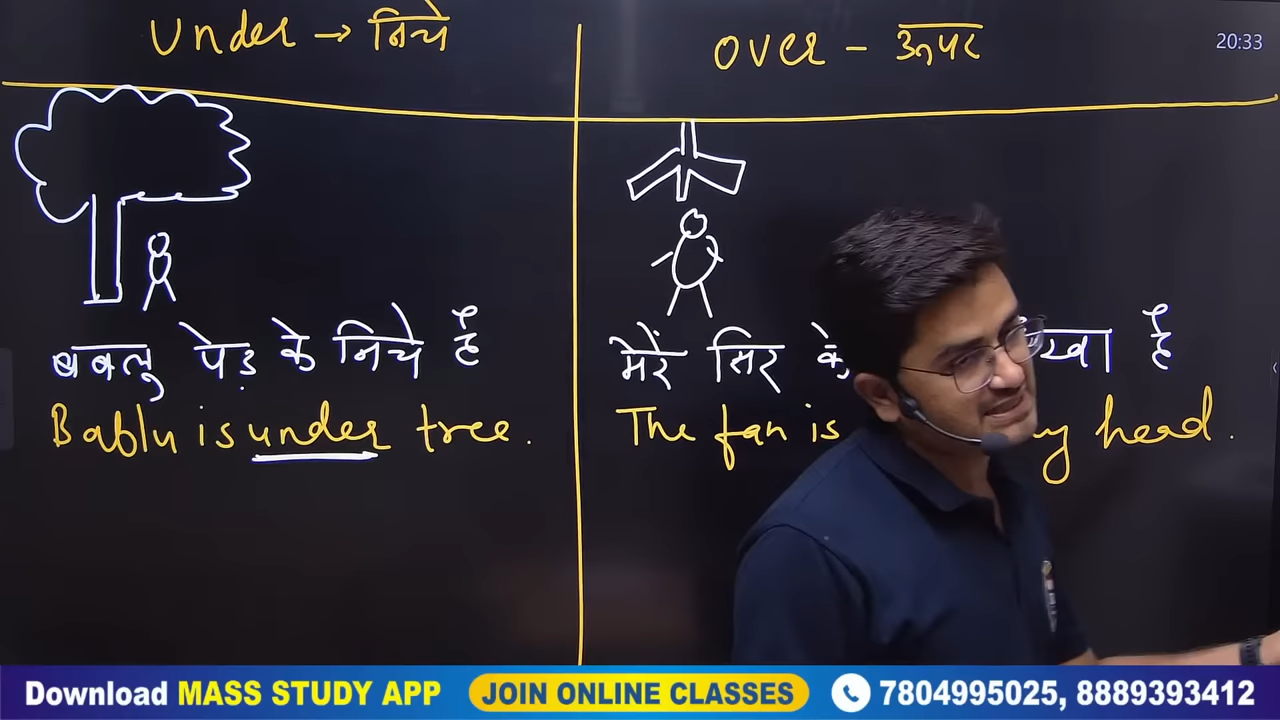 Under → निचे
over - ऊपर
20:33
बबलु पेड़ के निचे है
Bablu is under tree.
मेरे सिर के है
The fan is head.
Download MASS STUDY APP
JOIN ONLINE CLASSES
7804995025, 8889393412